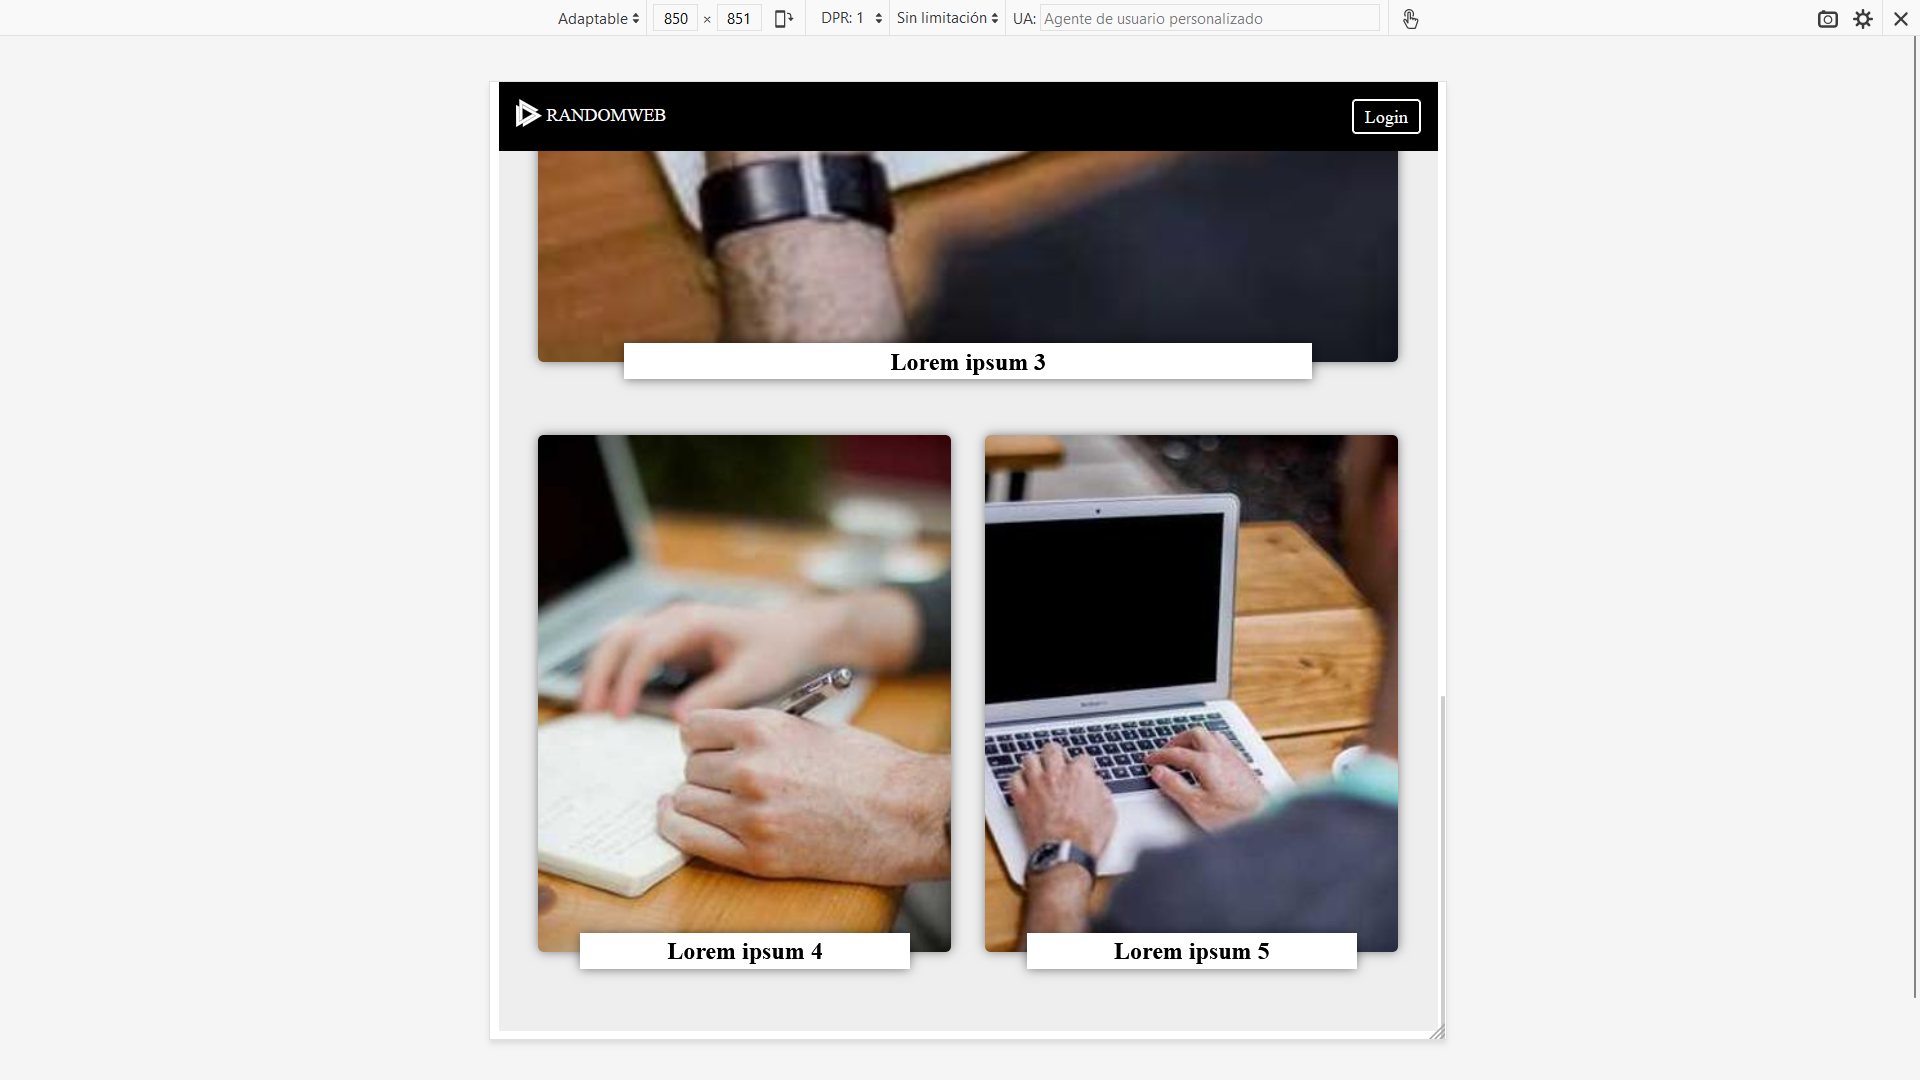 Adaptable 850 × 851 DPR: 1 Sin limitación UA: Agente de usuario personalizado
RANDOMWEB Login
Lorem ipsum 3
Lorem ipsum 4 Lorem ipsum 5